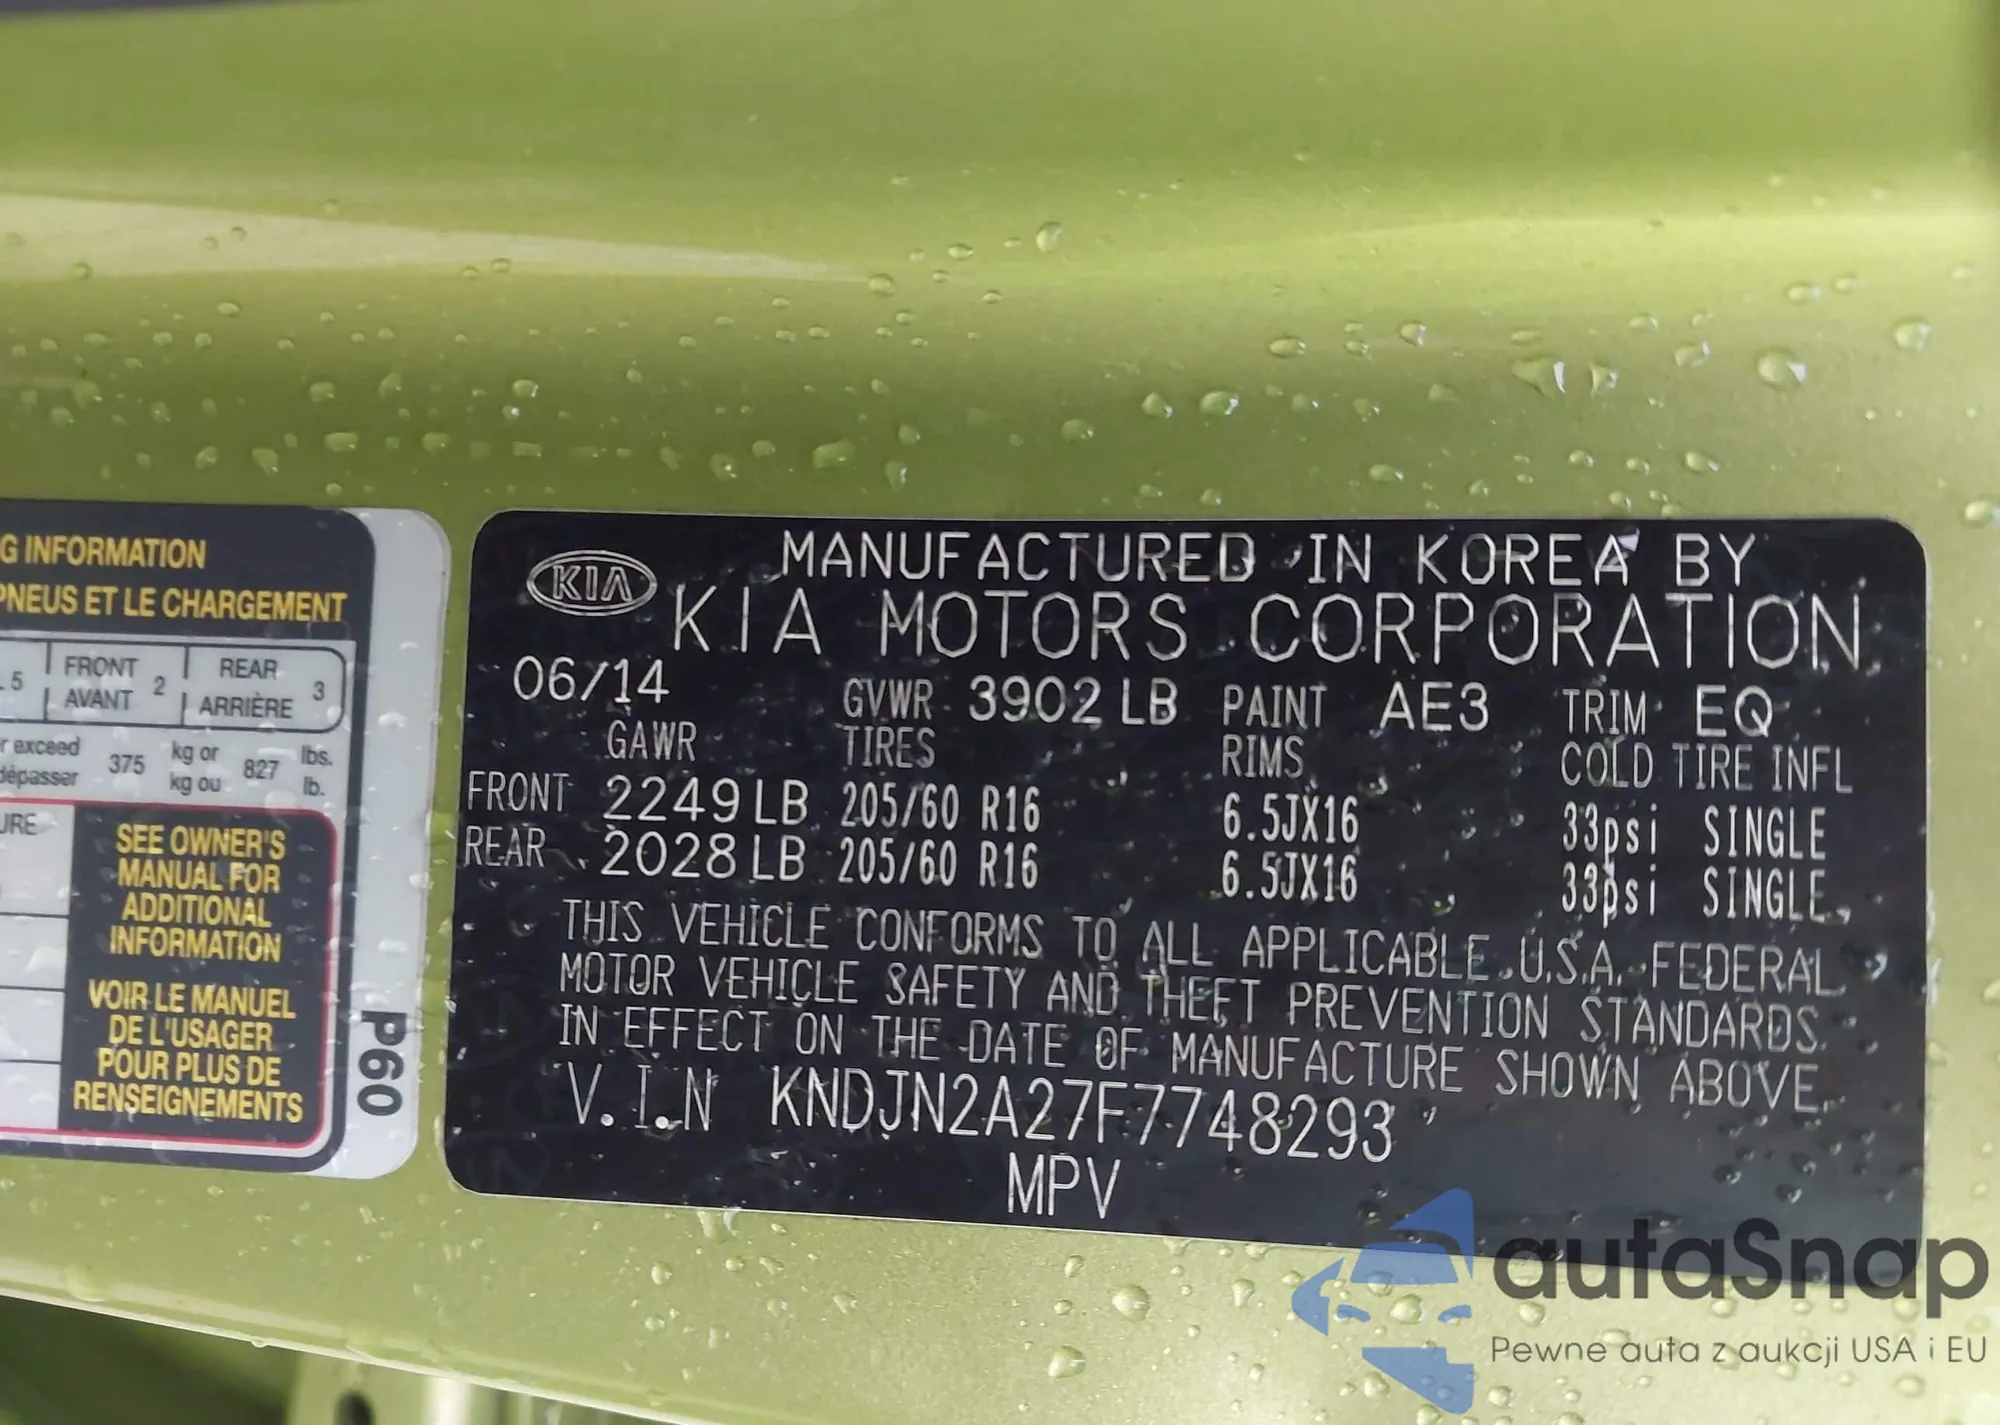 G INFORMATION
PNEUS ET LE CHARGEMENT
5 FRONT AVANT 2 REAR ARRIÈRE 3
r exceed 375 kg or 827 lbs.
dépasser kg ou lb.
URE
SEE OWNER'S
MANUAL FOR
ADDITIONAL
INFORMATION
VOIR LE MANUEL
DE L'USAGER
POUR PLUS DE
RENSEIGNEMENTS
P60
KIA
MANUFACTURED IN KOREA BY
KIA MOTORS CORPORATION
06/14 GVWR 3902 LB PAINT AE3 TRIM EQ
GAWR TIRES RIMS COLD TIRE INFL
FRONT 2249 LB 205/60 R16 6.5JX16 33psi SINGLE
REAR 2028 LB 205/60 R16 6.5JX16 33psi SINGLE
THIS VEHICLE CONFORMS TO ALL APPLICABLE U.S.A. FEDERAL
MOTOR VEHICLE SAFETY AND THEFT PREVENTION STANDARDS
IN EFFECT ON THE DATE OF MANUFACTURE SHOWN ABOVE.
V.I.N KNDJN2A27F7748293
MPV
autaSnap
Pewne auta z aukcji USA i EU